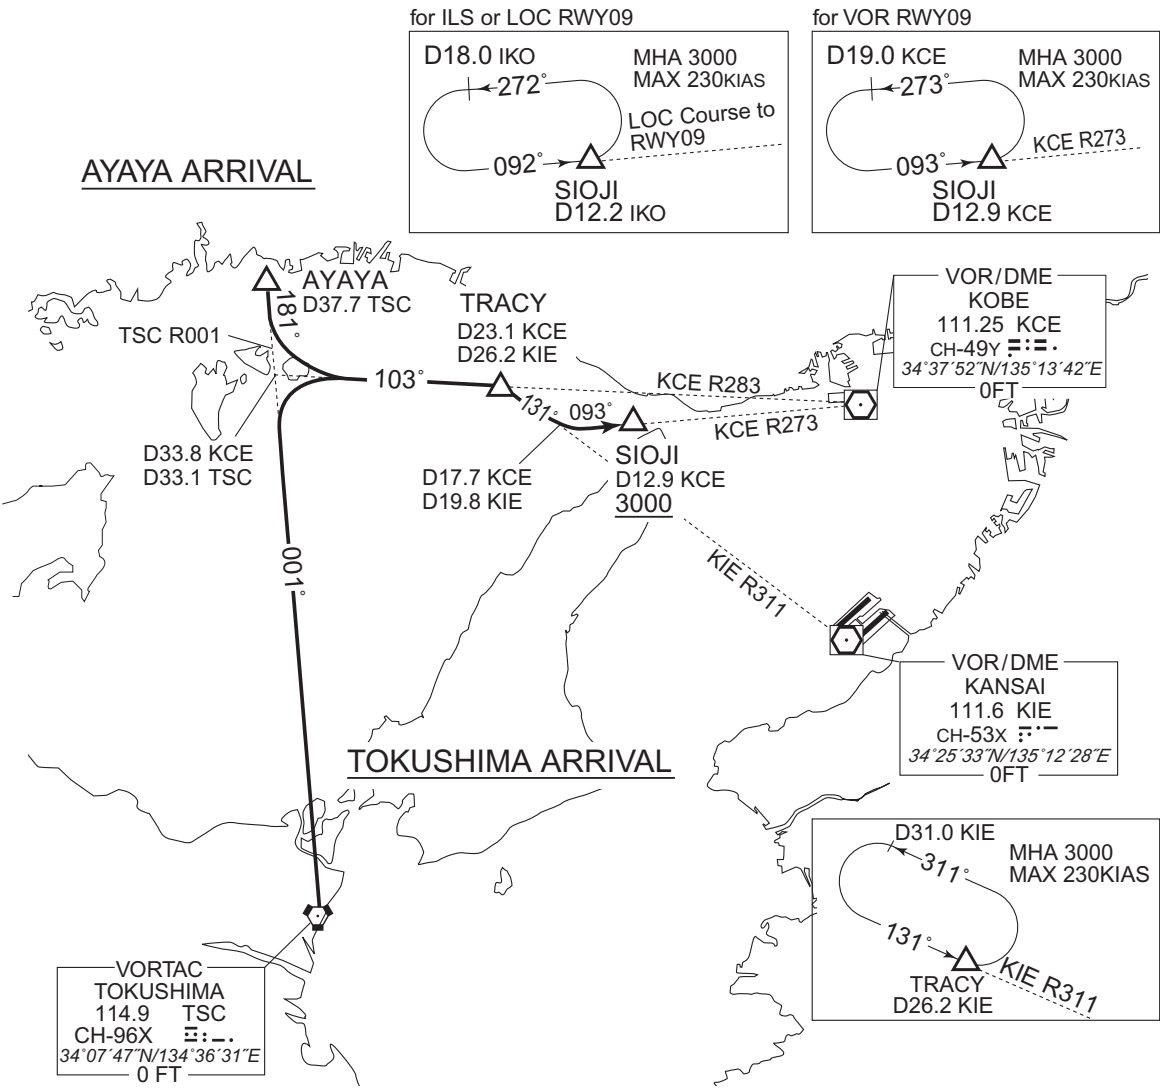 for ILS or LOC RWY09
D18.0 IKO
MHA 3000
MAX 230KIAS
272°
LOC Course to
RWY09
092°
SIOJI
D12.2 IKO
for VOR RWY09
D19.0 KCE
MHA 3000
MAX 230KIAS
273°
KCE R273
093°
SIOJI
D12.9 KCE
AYAYA ARRIVAL
AYAYA
D37.7 TSC
181°
TSC R001
TRACY
D23.1 KCE
D26.2 KIE
103°
KCE R283
131°
093°
KCE R273
D33.8 KCE
D33.1 TSC
D17.7 KCE
D19.8 KIE
SIOJI
D12.9 KCE
3000
VOR/DME
KOBE
111.25 KCE
CH-49Y
34°37´52˝N/135°13´42˝E
0FT
001°
KIE R311
VOR/DME
KANSAI
111.6 KIE
CH-53X
34°25´33˝N/135°12´28˝E
0FT
TOKUSHIMA ARRIVAL
D31.0 KIE
MHA 3000
MAX 230KIAS
311°
131°
TRACY
D26.2 KIE
KIE R311
VORTAC
TOKUSHIMA
114.9 TSC
CH-96X
34°07´47˝N/134°36´31˝E
0 FT